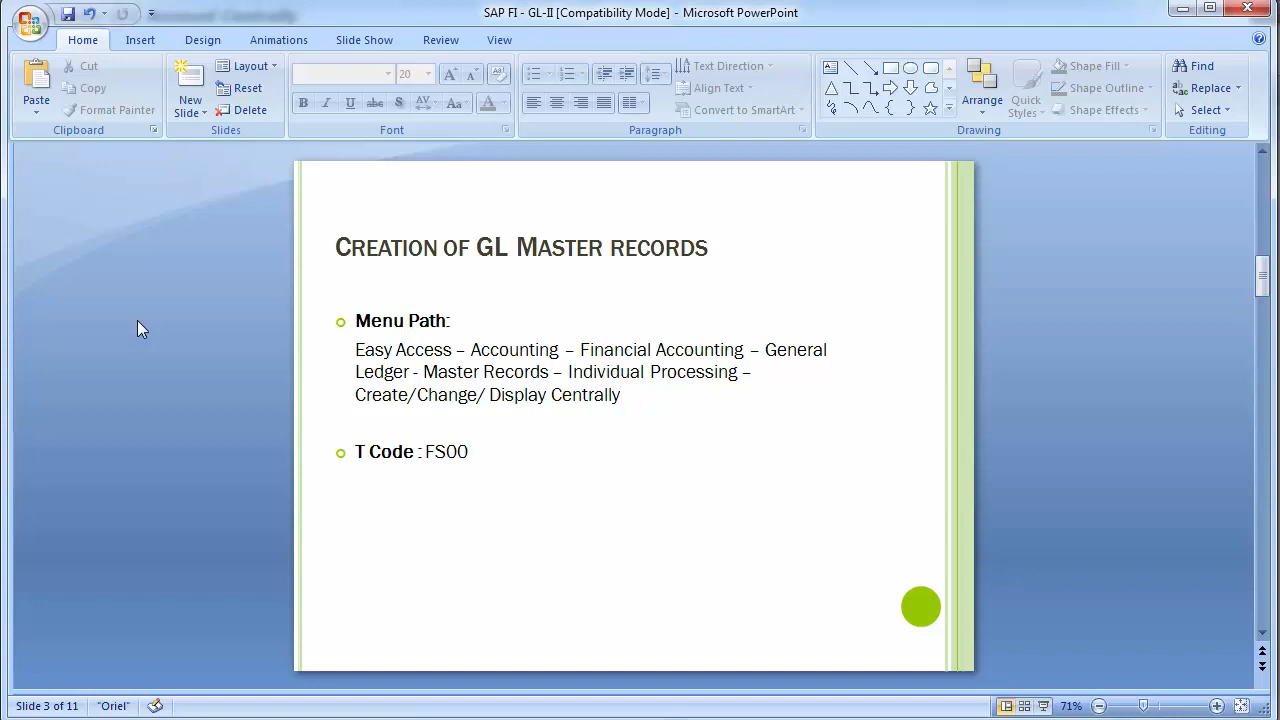 SAP FI - GL-II [Compatibility Mode] - Microsoft PowerPoint
Home Insert Design Animations Slide Show Review View
Paste
Cut
Copy
Format Painter
Clipboard
New
Slide
Layout
Reset
Delete
Slides
20
B I U abc S AV Aa A
Font
Text Direction
Align Text
Convert to SmartArt
Paragraph
Arrange
Quick
Styles
Shape Fill
Shape Outline
Shape Effects
Drawing
Find
Replace
Select
Editing
CREATION OF GL MASTER RECORDS
Menu Path:
Easy Access – Accounting – Financial Accounting – General
Ledger - Master Records – Individual Processing –
Create/Change/ Display Centrally
T Code : FS00
Slide 3 of 11 "Oriel" 71%